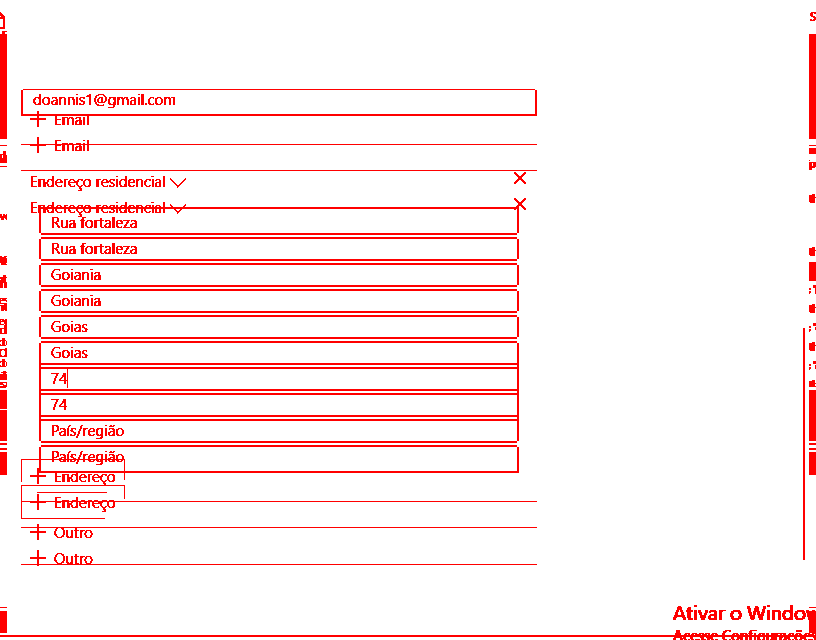 doannis1@gmail.com
Email
Email
Endereço residencial
Endereço residencial
Rua fortaleza
Rua fortaleza
Goiania
Goiania
Goias
Goias
74
74
País/região
País/região
Endereço
Endereço
Outro
Outro
Ativar o Window
Acesse Configurações